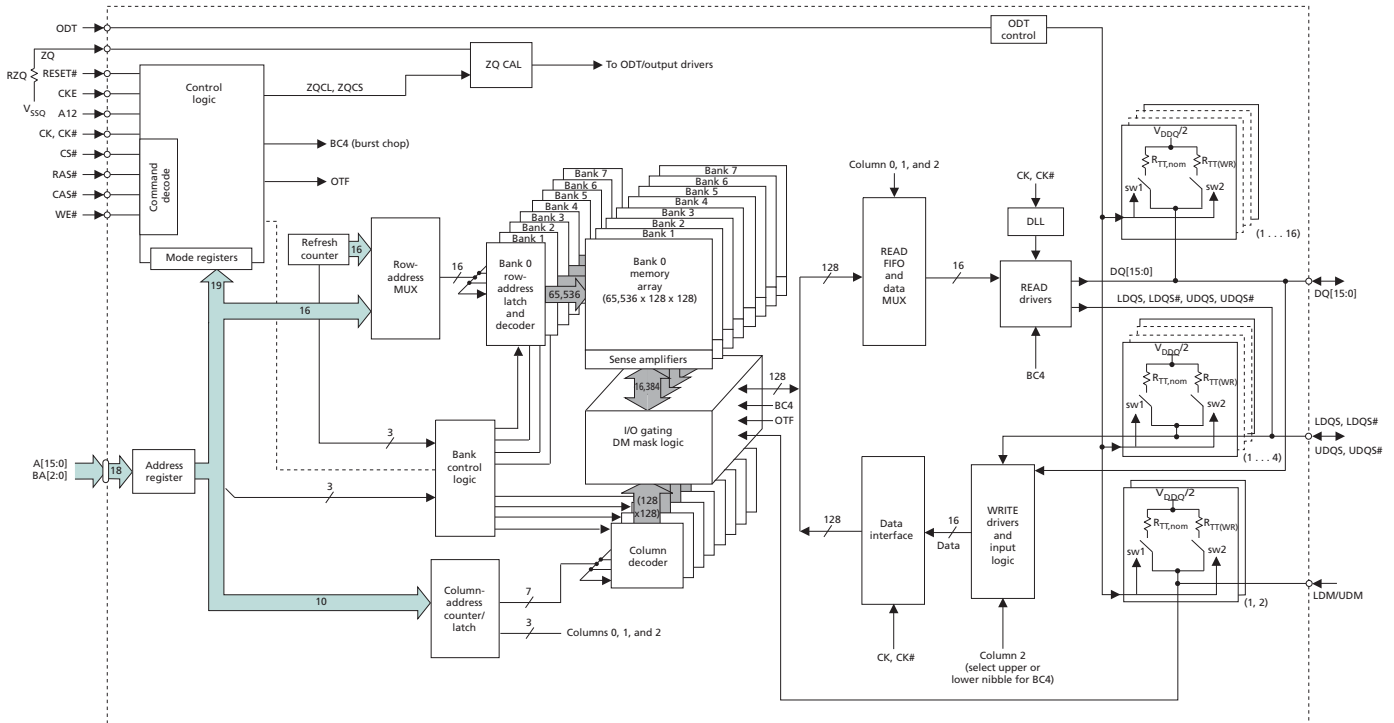 ODT
ODT
control
ZQ
RZQ
VSSQ
RESET#
CKE
A12
CK, CK#
CS#
RAS#
CAS#
WE#
Control
logic
Command
decode
Mode registers
ZQ CAL
To ODT/output drivers
ZQCL, ZQCS
BC4 (burst chop)
OTF
Refresh
counter
16
Row-
address
MUX
16
19
16
Bank 7
Bank 6
Bank 5
Bank 4
Bank 3
Bank 2
Bank 1
Bank 0
row-
address
latch
and
decoder
65,536
Bank 7
Bank 6
Bank 5
Bank 4
Bank 3
Bank 2
Bank 1
Bank 0
memory
array
(65,536 x 128 x 128)
Sense amplifiers
16,384
I/O gating
DM mask logic
128
BC4
OTF
(128
x128)
Column
decoder
A[15:0]
BA[2:0]
18
Address
register
3
3
Bank
control
logic
10
Column-
address
counter/
latch
7
3
Columns 0, 1, and 2
Column 0, 1, and 2
128
READ
FIFO
and
data
MUX
16
CK, CK#
DLL
READ
drivers
BC4
DQ[15:0]
LDQS, LDQS#, UDQS, UDQS#
128
Data
interface
CK, CK#
16
Data
WRITE
drivers
and
input
logic
Column 2
(select upper or
lower nibble for BC4)
VDDQ/2
RTT,nom
RTT(WR)
sw1
sw2
(1 . . . 16)
DQ[15:0]
VDDQ/2
RTT,nom
RTT(WR)
sw1
sw2
(1 . . . 4)
LDQS, LDQS#
UDQS, UDQS#
VDDQ/2
RTT,nom
RTT(WR)
sw1
sw2
(1, 2)
LDM/UDM